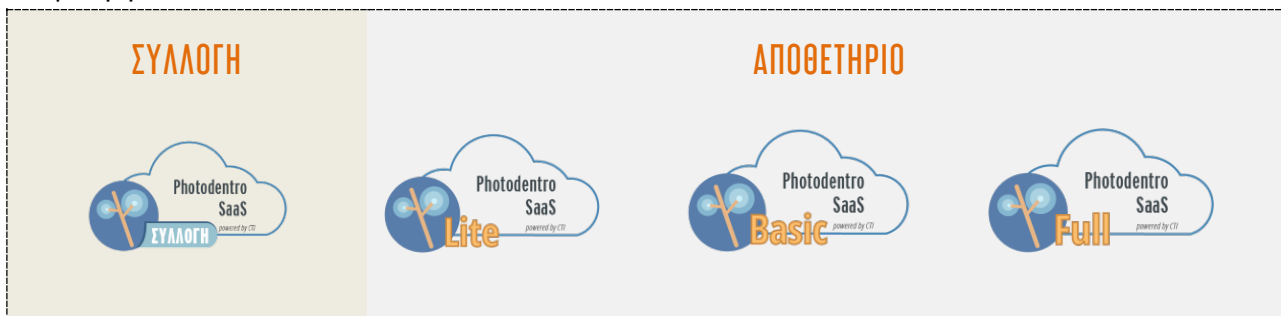 ΣΥΛΛΟΓΗ
ΑΠΟΘΕΤΗΡΙΟ
Photodentro
SaaS
powered by CTI
ΣΥΛΛΟΓΗ
Photodentro
SaaS
powered by CTI
Lite
Photodentro
SaaS
powered by CTI
Basic
Photodentro
SaaS
powered by CTI
Full